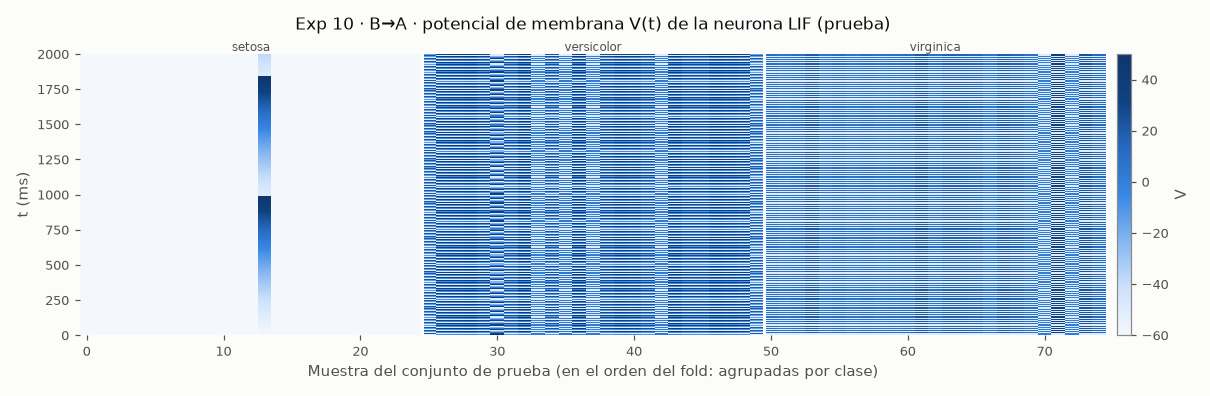 Exp 10 · B→A · potencial de membrana V(t) de la neurona LIF (prueba)
setosa versicolor virginica
2000
1750
1500
1250
1000
750
500
250
0
t (ms)
0 10 20 30 40 50 60 70
Muestra del conjunto de prueba (en el orden del fold: agrupadas por clase)
40
20
0
−20
−40
−60
V